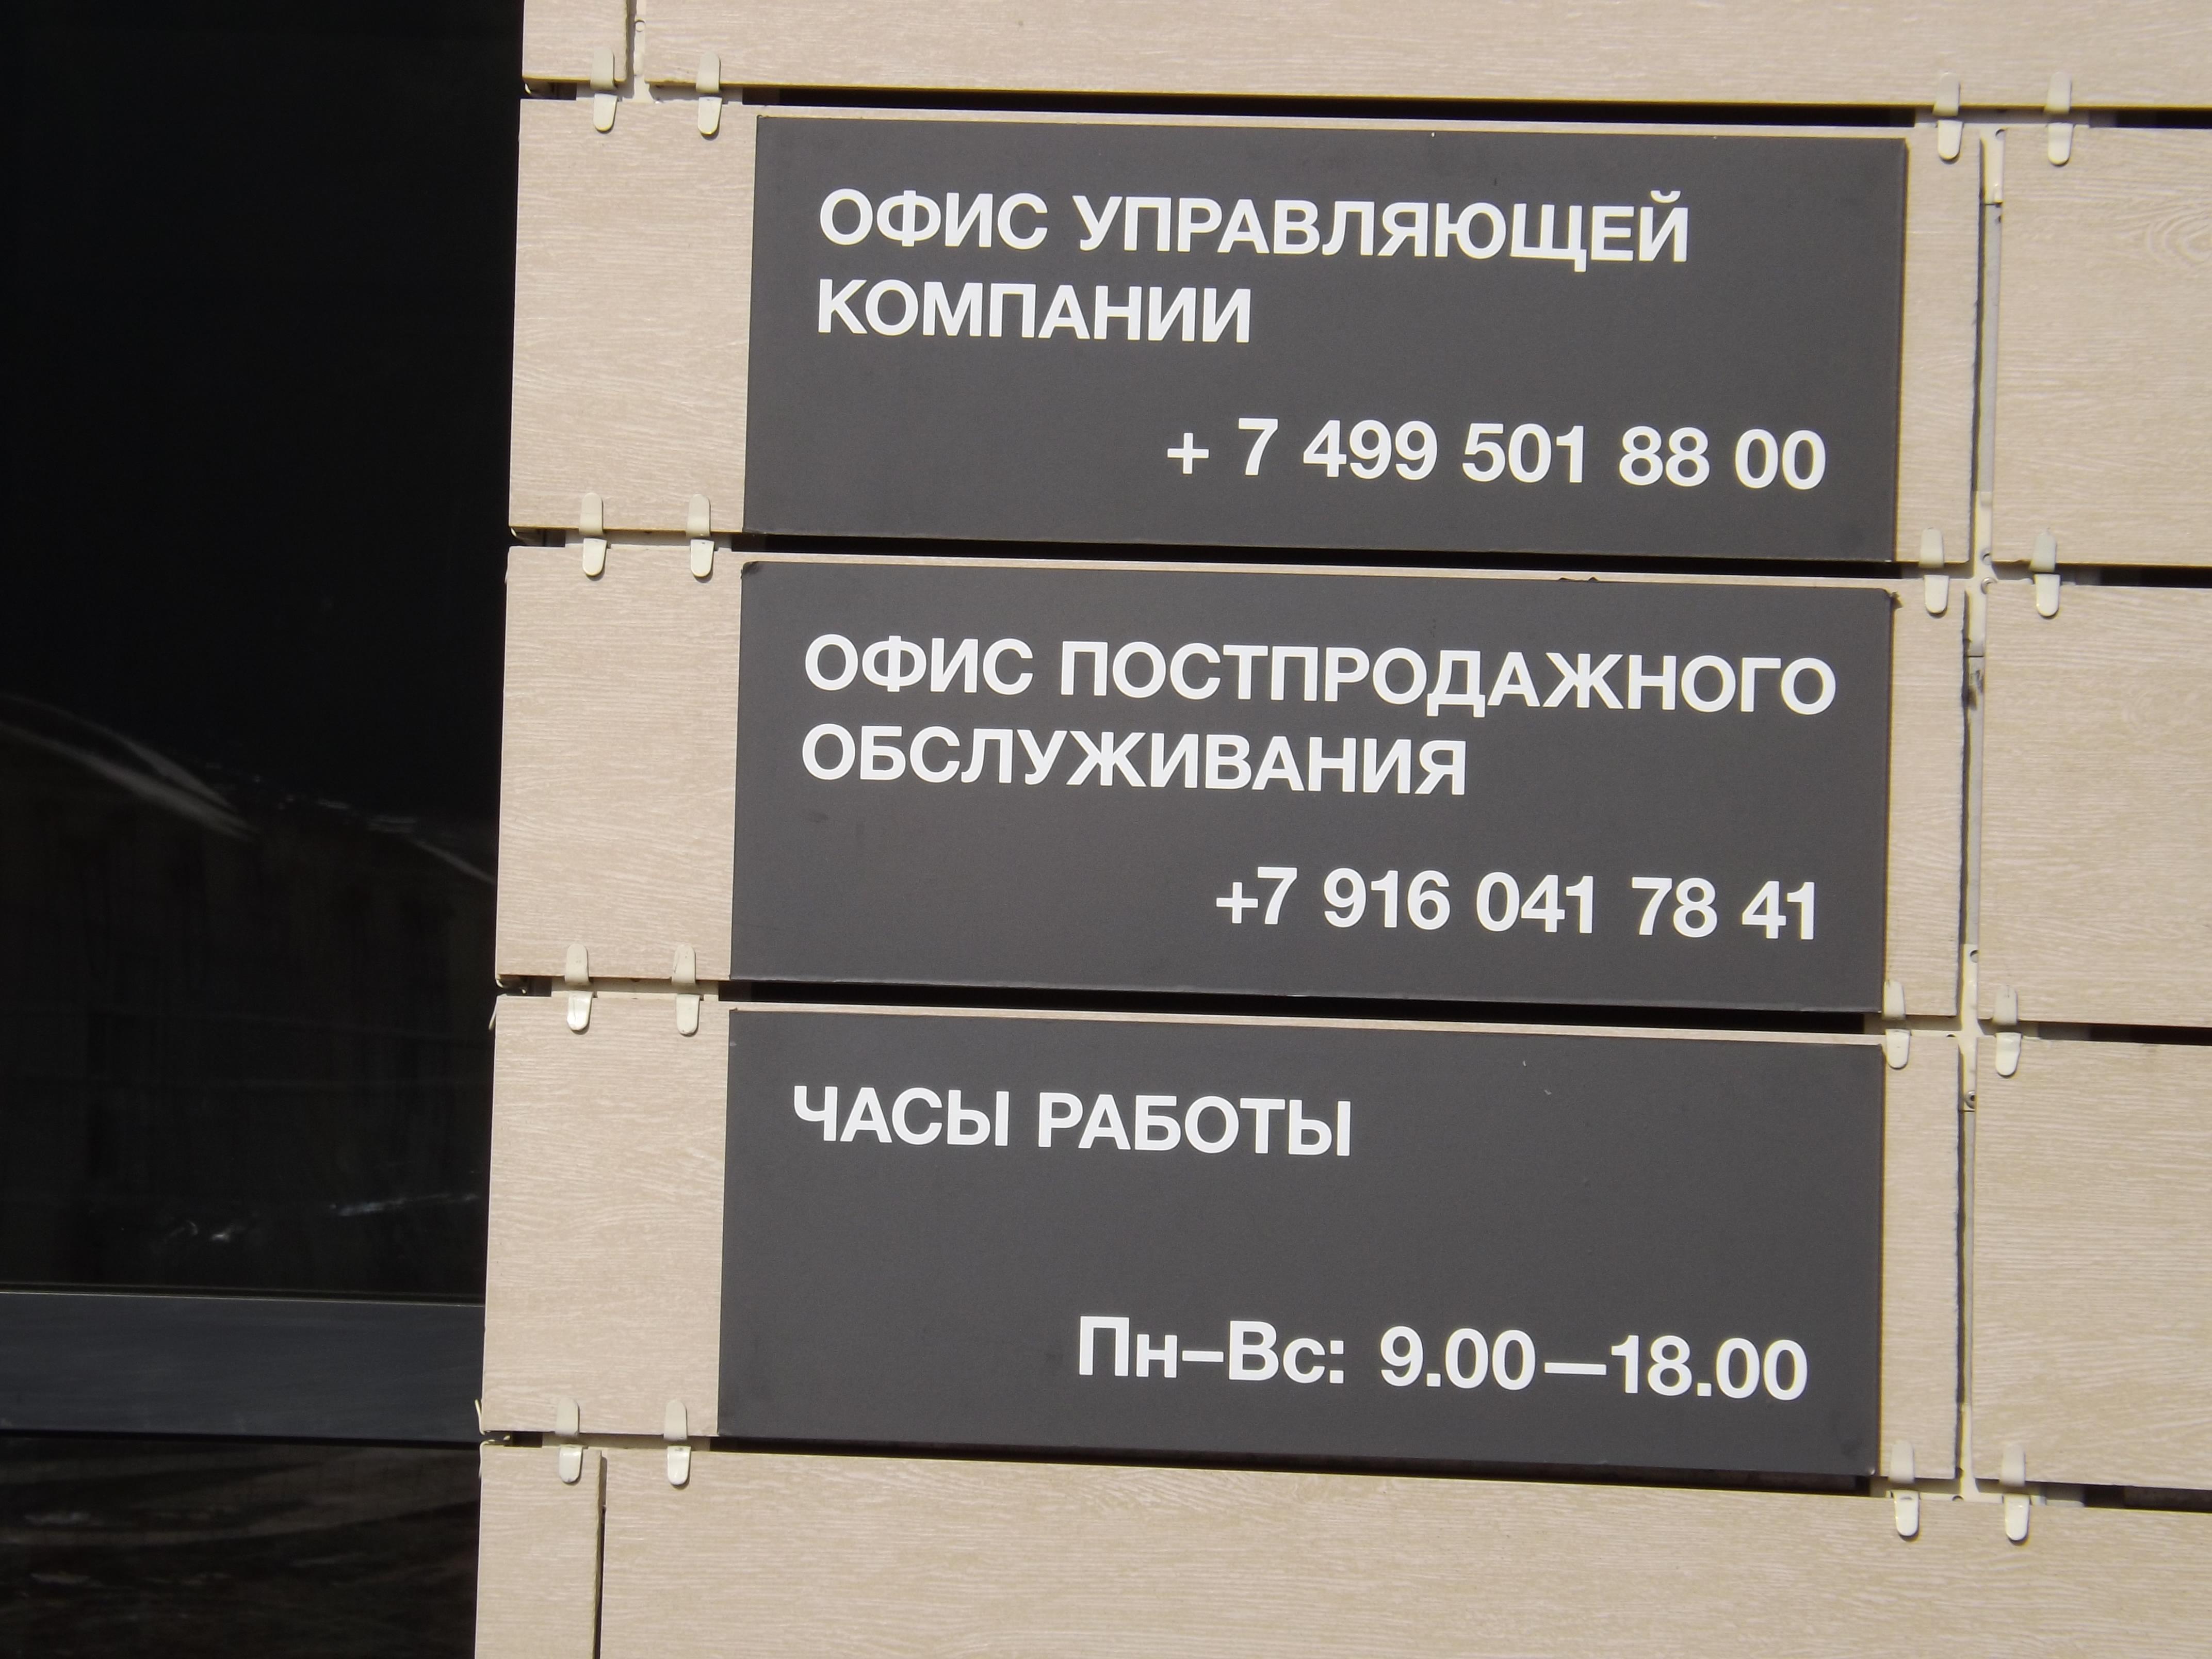 ОФИС УПРАВЛЯЮЩЕЙ
КОМПАНИИ
+ 7 499 501 88 00
ОФИС ПОСТПРОДАЖНОГО
ОБСЛУЖИВАНИЯ
+7 916 041 78 41
ЧАСЫ РАБОТЫ
Пн–Вс: 9.00—18.00